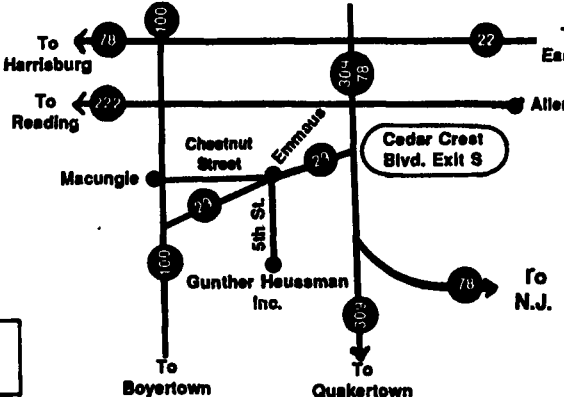 100
To
Harrisburg
78
22
309
78
To
Reading
222
Chestnut
Street
Emmaus
29
Cedar Crest
Blvd. Exit S
Macungie
29
5th St.
100
Gunther Heussman
Inc.
78
To
N.J.
309
To
Boyertown
To
Quakertown